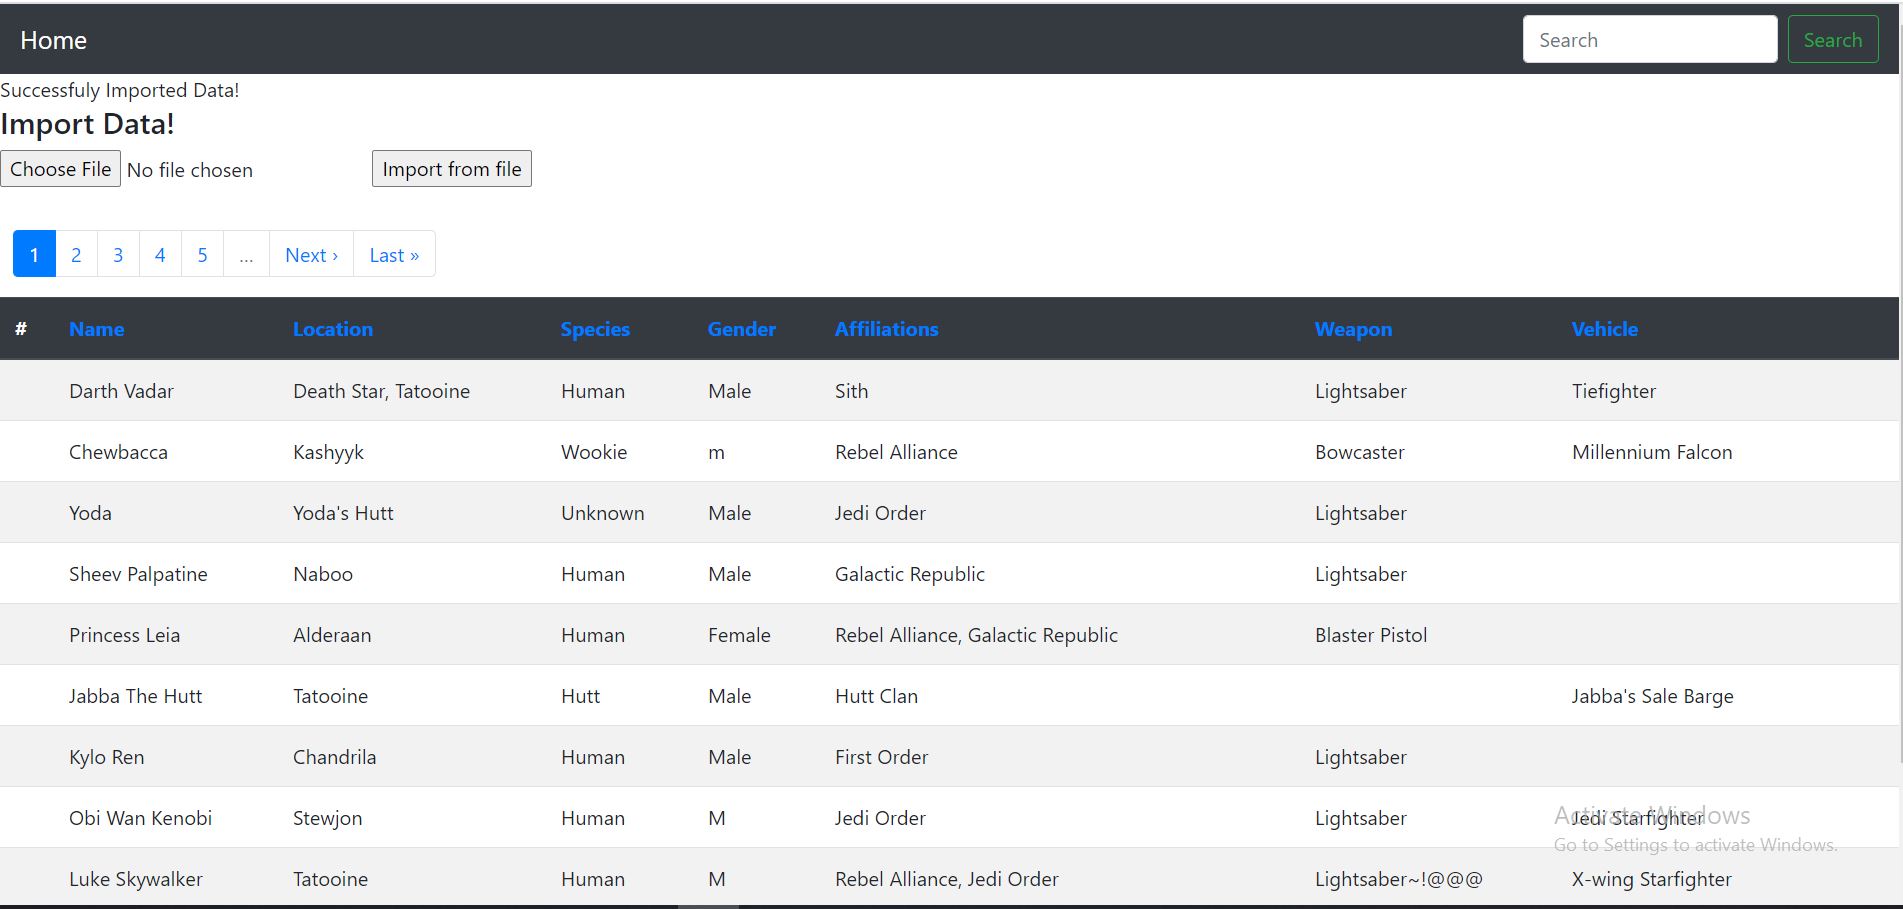 Home Search Search
Successfuly Imported Data!
Import Data!
Choose File No file chosen Import from file
1 2 3 4 5 ... Next › Last »
# Name Location Species Gender Affiliations Weapon Vehicle
Darth Vadar Death Star, Tatooine Human Male Sith Lightsaber Tiefighter
Chewbacca Kashyyk Wookie m Rebel Alliance Bowcaster Millennium Falcon
Yoda Yoda's Hutt Unknown Male Jedi Order Lightsaber
Sheev Palpatine Naboo Human Male Galactic Republic Lightsaber
Princess Leia Alderaan Human Female Rebel Alliance, Galactic Republic Blaster Pistol
Jabba The Hutt Tatooine Hutt Male Hutt Clan Jabba's Sale Barge
Kylo Ren Chandrila Human Male First Order Lightsaber
Obi Wan Kenobi Stewjon Human M Jedi Order Lightsaber Jedi Starfighter
Activate Windows
Go to Settings to activate Windows.
Luke Skywalker Tatooine Human M Rebel Alliance, Jedi Order Lightsaber~!@@@ X-wing Starfighter